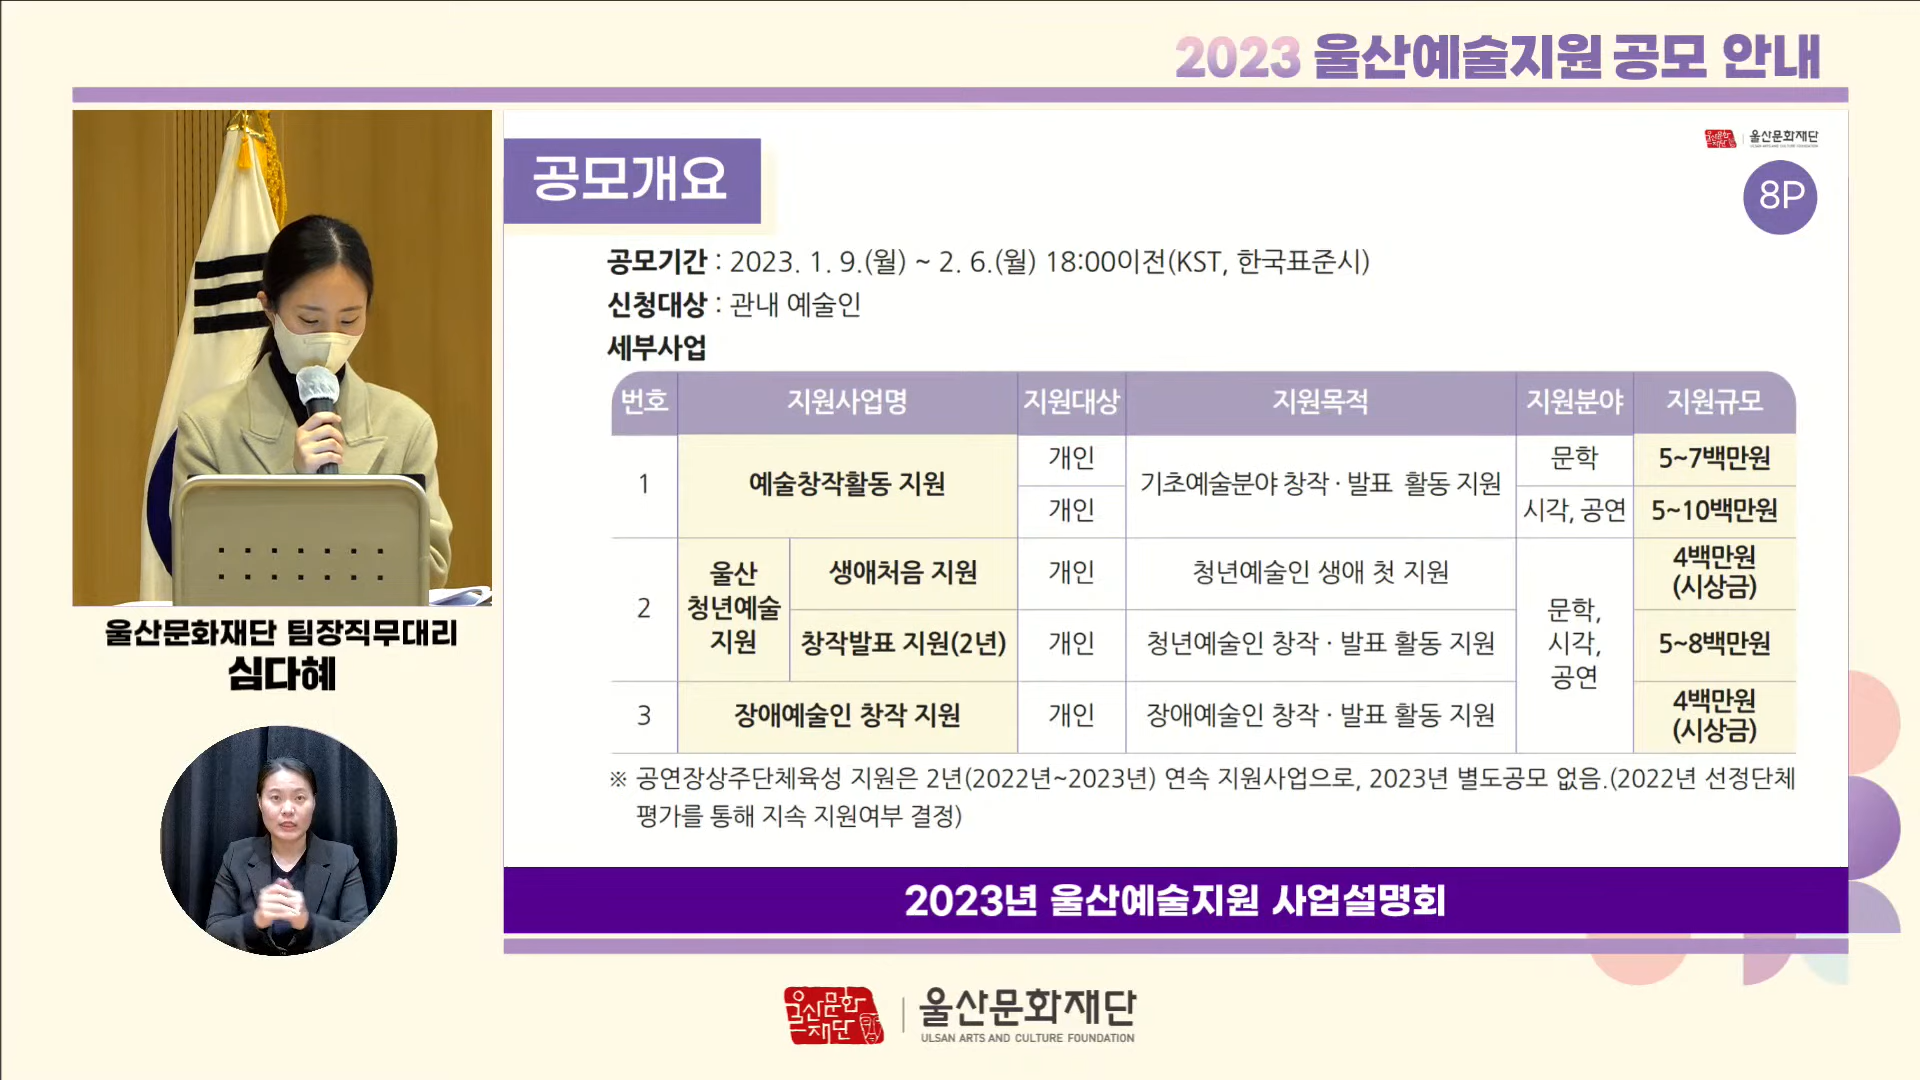 2023 울산예술지원 공모 안내
울산문화재단
공모개요
8P
공모기간 : 2023. 1. 9.(월) ~ 2. 6.(월) 18:00이전(KST, 한국표준시)
신청대상 : 관내 예술인
세부사업
번호 지원사업명 지원대상 지원목적 지원분야 지원규모
1 예술창작활동 지원 개인 기초예술분야 창작 · 발표 활동 지원 문학 5~7백만원
개인 시각, 공연 5~10백만원
2 울산 청년예술 지원 생애처음 지원 개인 청년예술인 생애 첫 지원 문학, 시각, 공연 4백만원 (시상금)
창작발표 지원(2년) 개인 청년예술인 창작 · 발표 활동 지원 5~8백만원
3 장애예술인 창작 지원 개인 장애예술인 창작 · 발표 활동 지원 4백만원 (시상금)
※ 공연장상주단체육성 지원은 2년(2022년~2023년) 연속 지원사업으로, 2023년 별도공모 없음.(2022년 선정단체
평가를 통해 지속 지원여부 결정)
울산문화재단 팀장직무대리
심다혜
2023년 울산예술지원 사업설명회
울산문화재단
울산문화재단
ULSAN ARTS AND CULTURE FOUNDATION